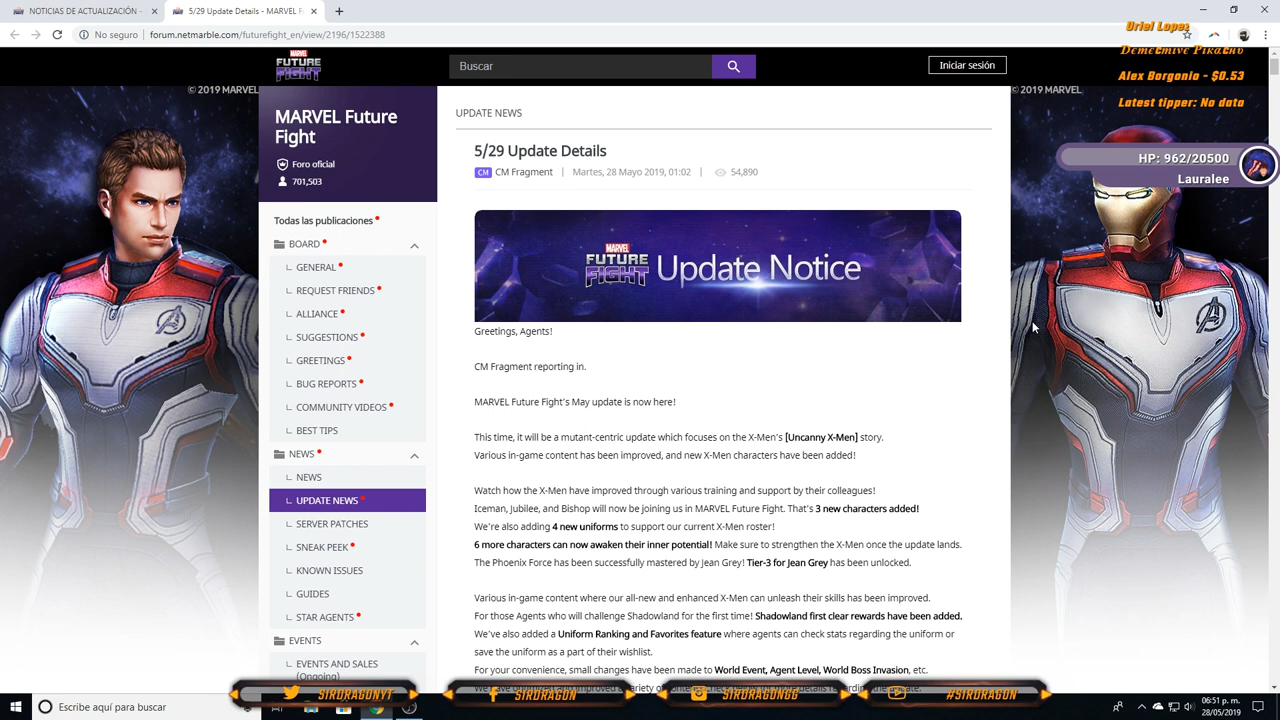 NOTICIAS DE ACTUALIZACIÓN -
5/29 Update Details - MARVEL F
No seguro
forum.netmarble.com/futurefight_en/view/2196/1522388
Uriel Lopez
Alex Borgonio - $0.53
Latest tipper: No data
HP: 962/20500
Lauralee
MARVEL
FUTURE
FIGHT
Buscar
Iniciar sesión
© 2019 MARVEL
© 2019 MARVEL
MARVEL Future
Fight
Foro oficial
701,503
Todas las publicaciones
BOARD
GENERAL
REQUEST FRIENDS
ALLIANCE
SUGGESTIONS
GREETINGS
BUG REPORTS
COMMUNITY VIDEOS
BEST TIPS
NEWS
NEWS
UPDATE NEWS
SERVER PATCHES
SNEAK PEEK
KNOWN ISSUES
GUIDES
STAR AGENTS
EVENTS
EVENTS AND SALES
(Ongoing)
UPDATE NEWS
5/29 Update Details
CM CM Fragment | Martes, 28 Mayo 2019, 01:02 | 54,890
MARVEL
FUTURE
FIGHT
Update Notice
Greetings, Agents!
CM Fragment reporting in.
MARVEL Future Fight's May update is now here!
This time, it will be a mutant-centric update which focuses on the X-Men's [Uncanny X-Men] story.
Various in-game content has been improved, and new X-Men characters have been added!
Watch how the X-Men have improved through various training and support by their colleagues!
Iceman, Jubilee, and Bishop will now be joining us in MARVEL Future Fight. That's 3 new characters added!
We're also adding 4 new uniforms to support our current X-Men roster!
6 more characters can now awaken their inner potential! Make sure to strengthen the X-Men once the update lands.
The Phoenix Force has been successfully mastered by Jean Grey! Tier-3 for Jean Grey has been unlocked.
Various in-game content where our all-new and enhanced X-Men can unleash their skills has been improved.
For those Agents who will challenge Shadowland for the first time! Shadowland first clear rewards have been added.
We've also added a Uniform Ranking and Favorites feature where agents can check stats regarding the uniform or
save the uniform as a part of their wishlist.
For your convenience, small changes have been made to World Event, Agent Level, World Boss Invasion, etc.
SIRDRAGONYT
SIRDRAGON
SIRDRAGONGG
#SIRDRAGON
Escribe aquí para buscar
06:51 p. m.
28/05/2019